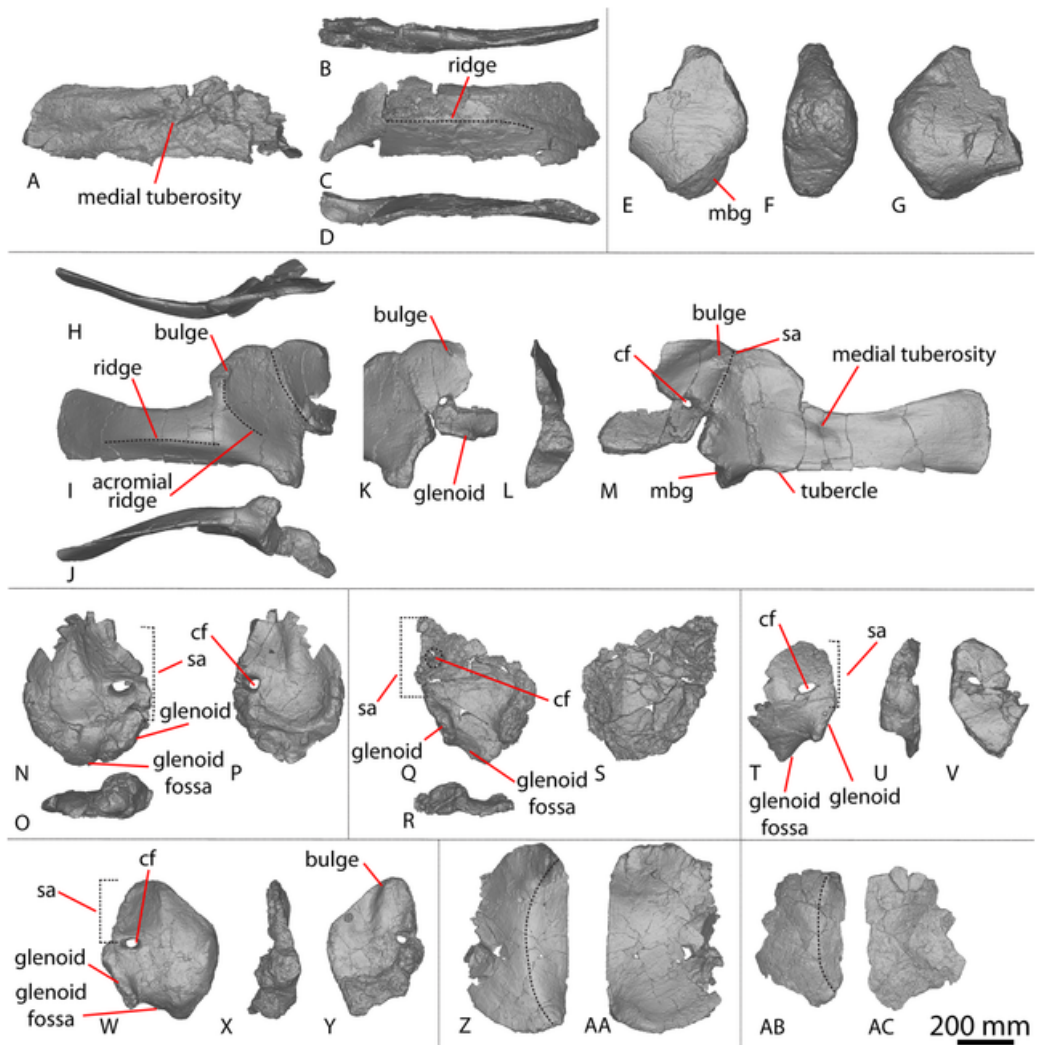 B
ridge
A
medial tuberosity
C
D
E
mbg
F
G
H
bulge
ridge
I
acromial
ridge
J
K
glenoid
L
bulge
sa
cf
medial tuberosity
M
mbg
tubercle
cf
sa
glenoid
N
glenoid
fossa
P
O
sa
cf
glenoid
Q
glenoid
fossa
S
R
cf
sa
T
glenoid
fossa
glenoid
U
V
cf
sa
glenoid
glenoid
fossa
W
X
bulge
Y
Z
AA
AB
AC
200 mm